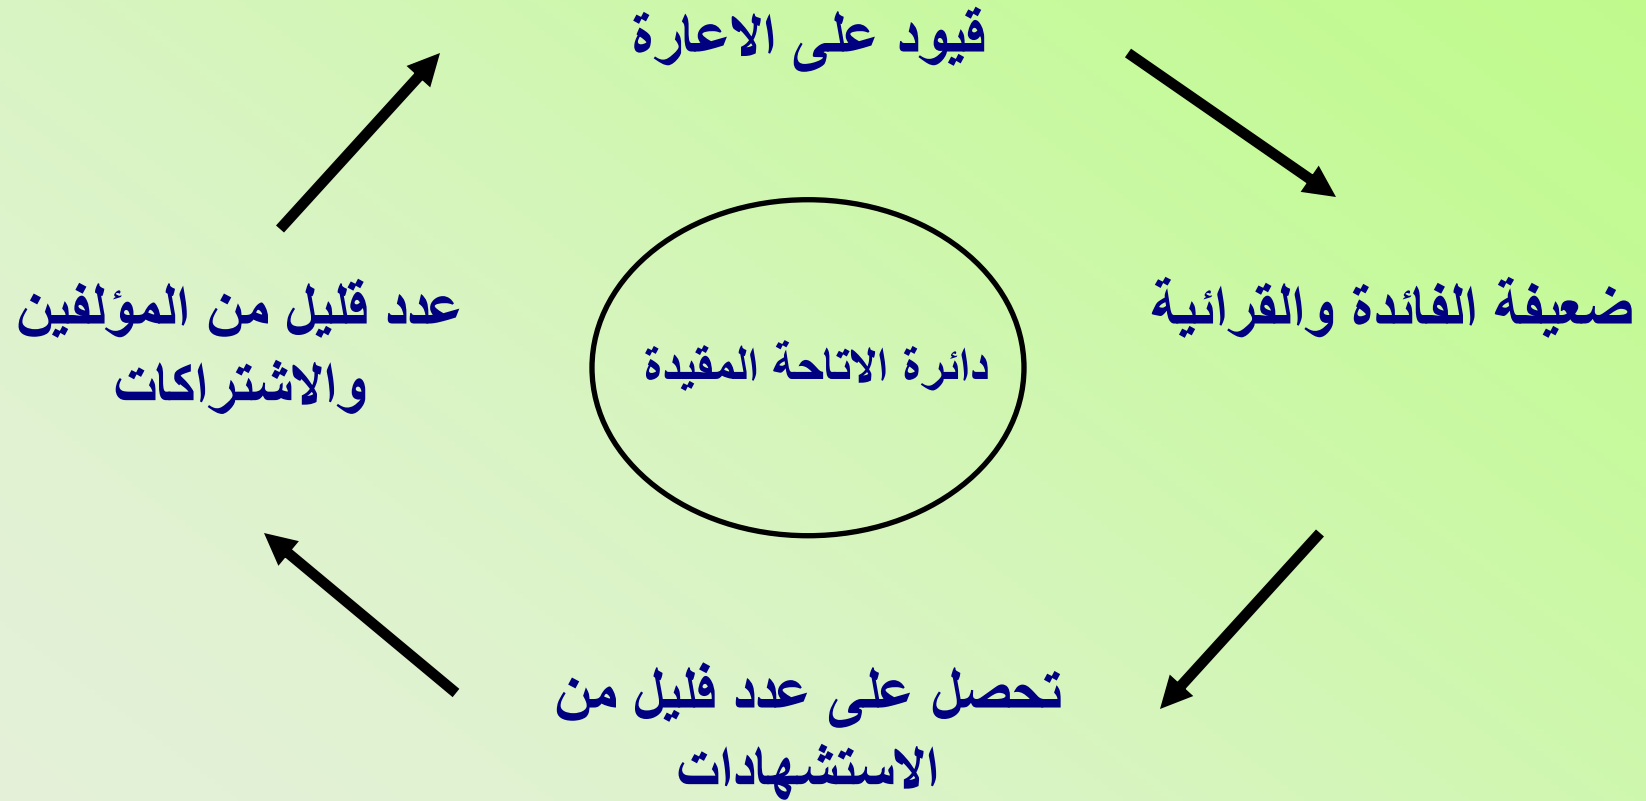 قيود على الاعارة
ضعيفة الفائدة والقرائية
عدد قليل من المؤلفين
والاشتراكات
دائرة الاتاحة المقيدة
تحصل على عدد فليل من
الاستشهادات